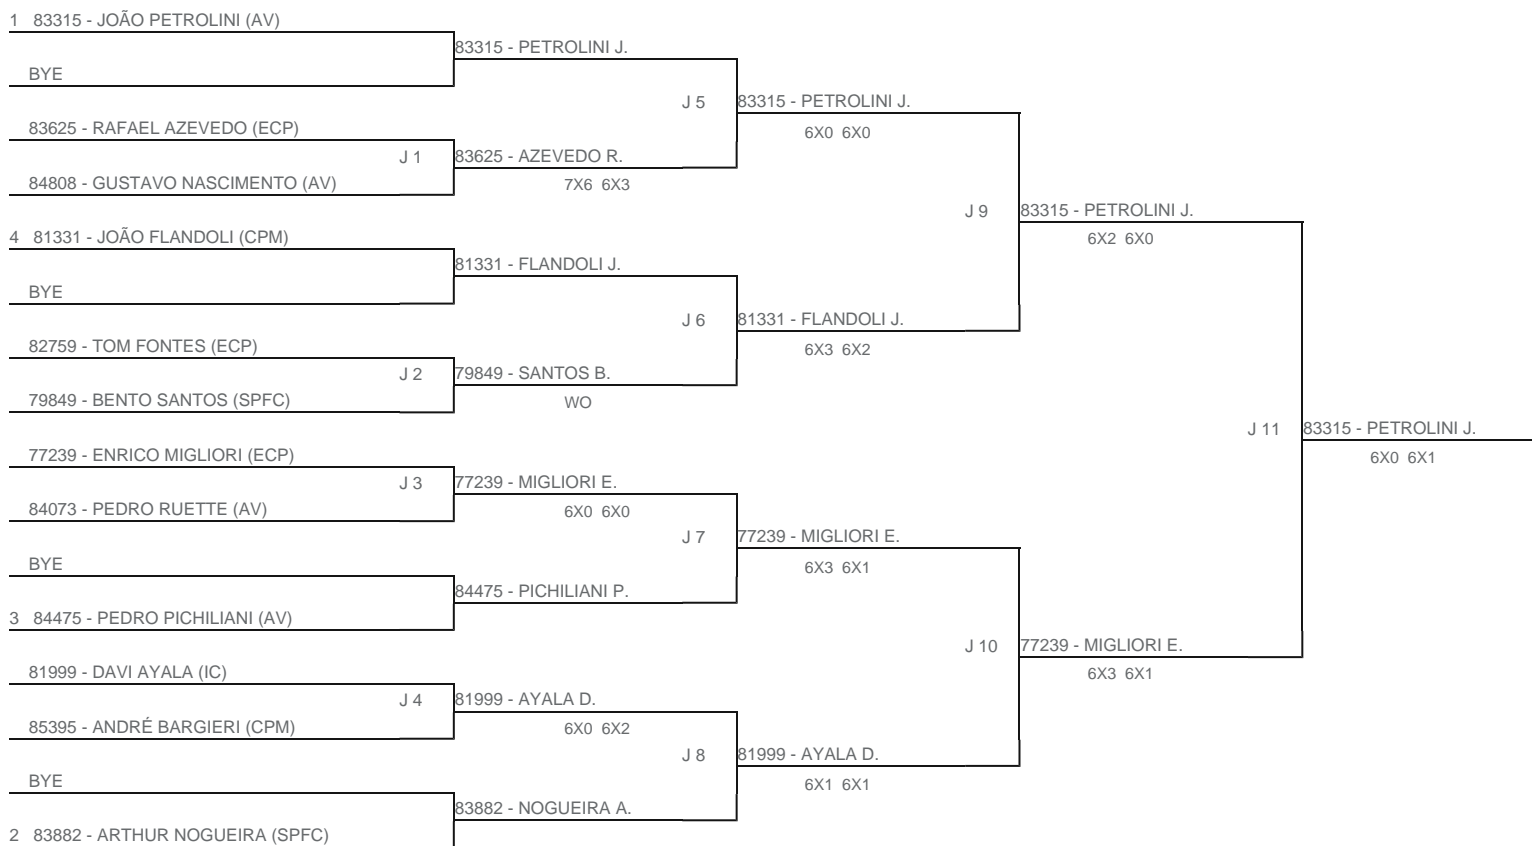 1 83315 - JOÃO PETROLINI (AV)
83315 - PETROLINI J.
BYE
J 5 83315 - PETROLINI J.
83625 - RAFAEL AZEVEDO (ECP)
6X0 6X0
J 1 83625 - AZEVEDO R.
84808 - GUSTAVO NASCIMENTO (AV)
7X6 6X3
J 9 83315 - PETROLINI J.
4 81331 - JOÃO FLANDOLI (CPM)
6X2 6X0
81331 - FLANDOLI J.
BYE
J 6 81331 - FLANDOLI J.
82759 - TOM FONTES (ECP)
6X3 6X2
J 2 79849 - SANTOS B.
79849 - BENTO SANTOS (SPFC)
WO
J 11 83315 - PETROLINI J.
77239 - ENRICO MIGLIORI (ECP)
6X0 6X1
J 3 77239 - MIGLIORI E.
84073 - PEDRO RUETTE (AV)
6X0 6X0
J 7 77239 - MIGLIORI E.
BYE
6X3 6X1
84475 - PICHILIANI P.
3 84475 - PEDRO PICHILIANI (AV)
J 10 77239 - MIGLIORI E.
81999 - DAVI AYALA (IC)
6X3 6X1
J 4 81999 - AYALA D.
85395 - ANDRÉ BARGIERI (CPM)
6X0 6X2
J 8 81999 - AYALA D.
BYE
6X1 6X1
83882 - NOGUEIRA A.
2 83882 - ARTHUR NOGUEIRA (SPFC)